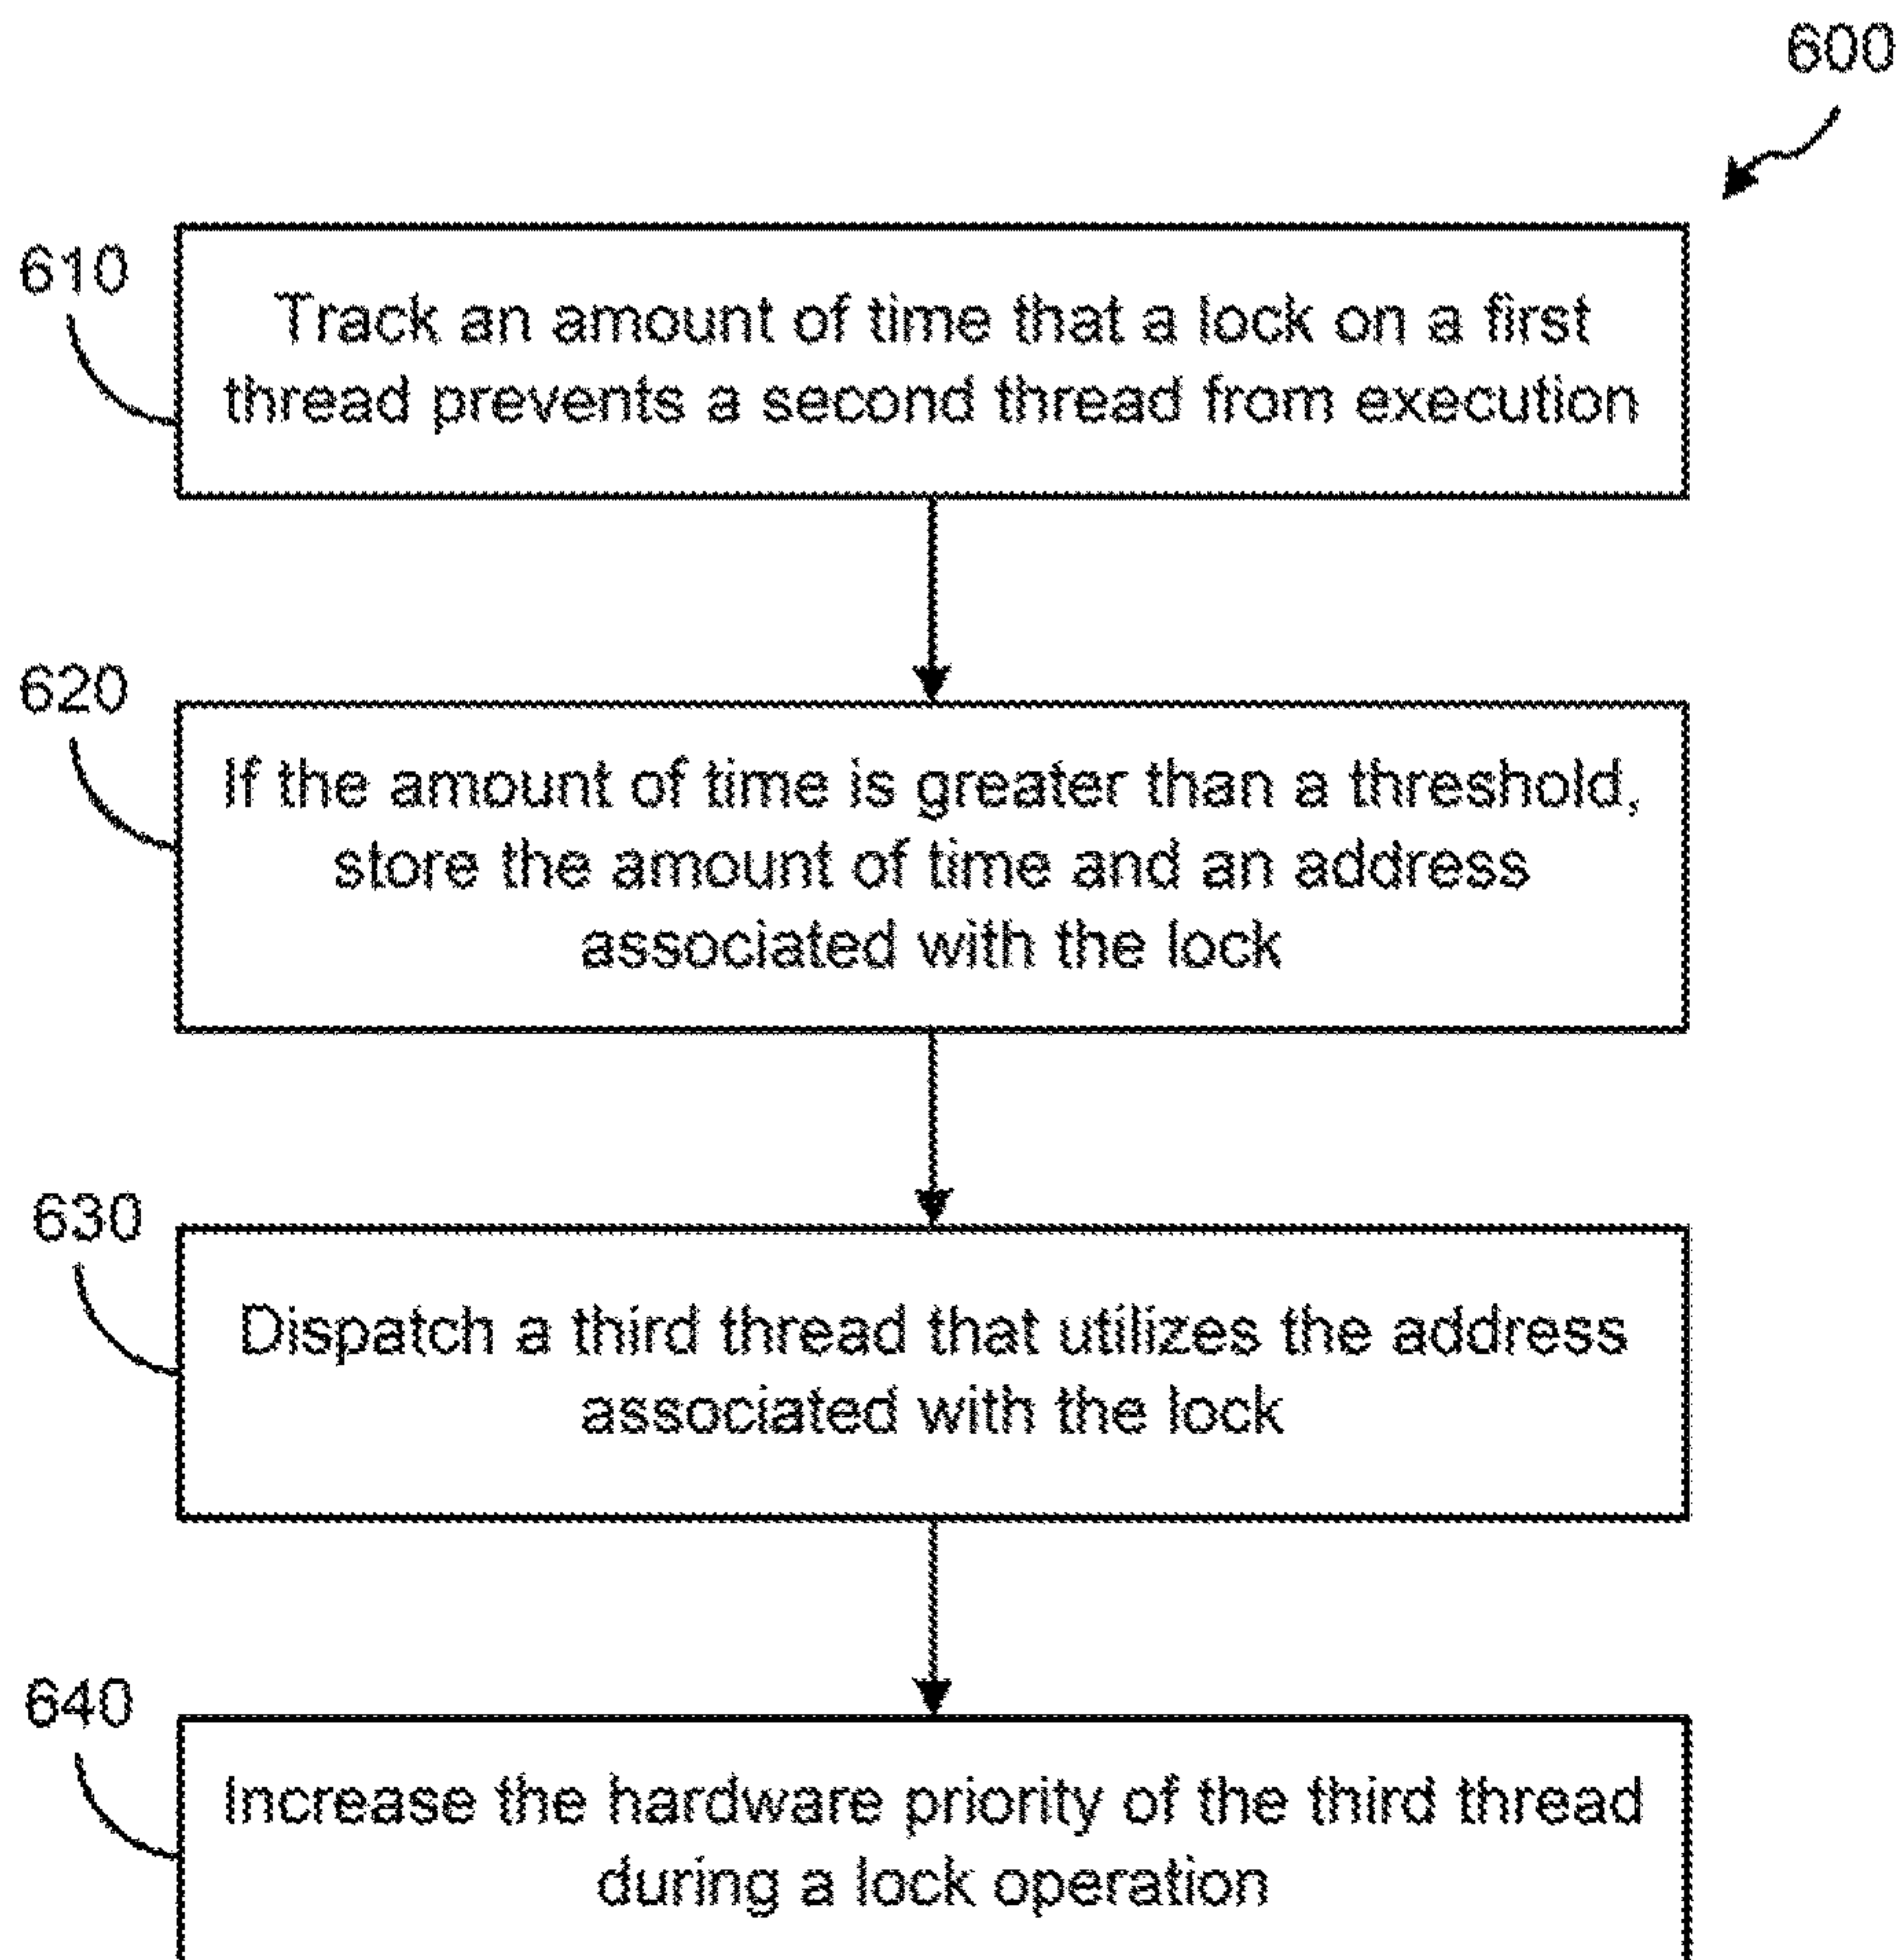 600
610
Track an amount of time that a lock on a first
thread prevents a second thread from execution
620
If the amount of time is greater than a threshold,
store the amount of time and an address
associated with the lock
630
Dispatch a third thread that utilizes the address
associated with the lock
640
Increase the hardware priority of the third thread
during a lock operation